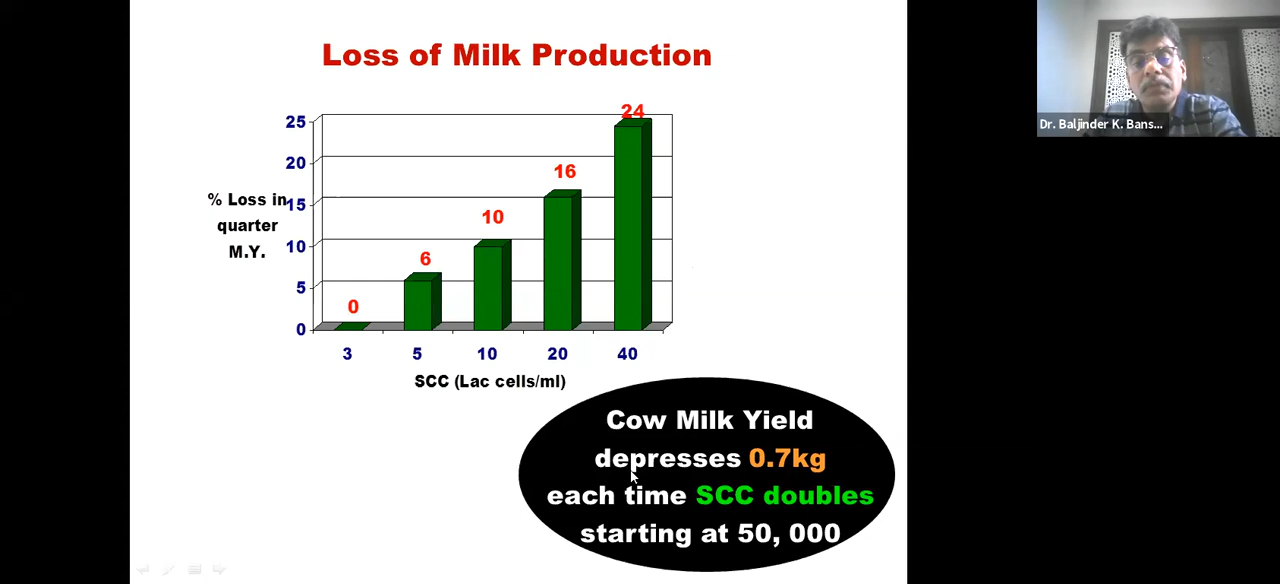 Loss of Milk Production
Dr. Baljinder K. Bans...
24
25
20
16
% Loss in
quarter
M.Y.
15
10
10
6
5
0
0
3
5
10
20
40
SCC (Lac cells/ml)
Cow Milk Yield
depresses 0.7kg
each time SCC doubles
starting at 50, 000